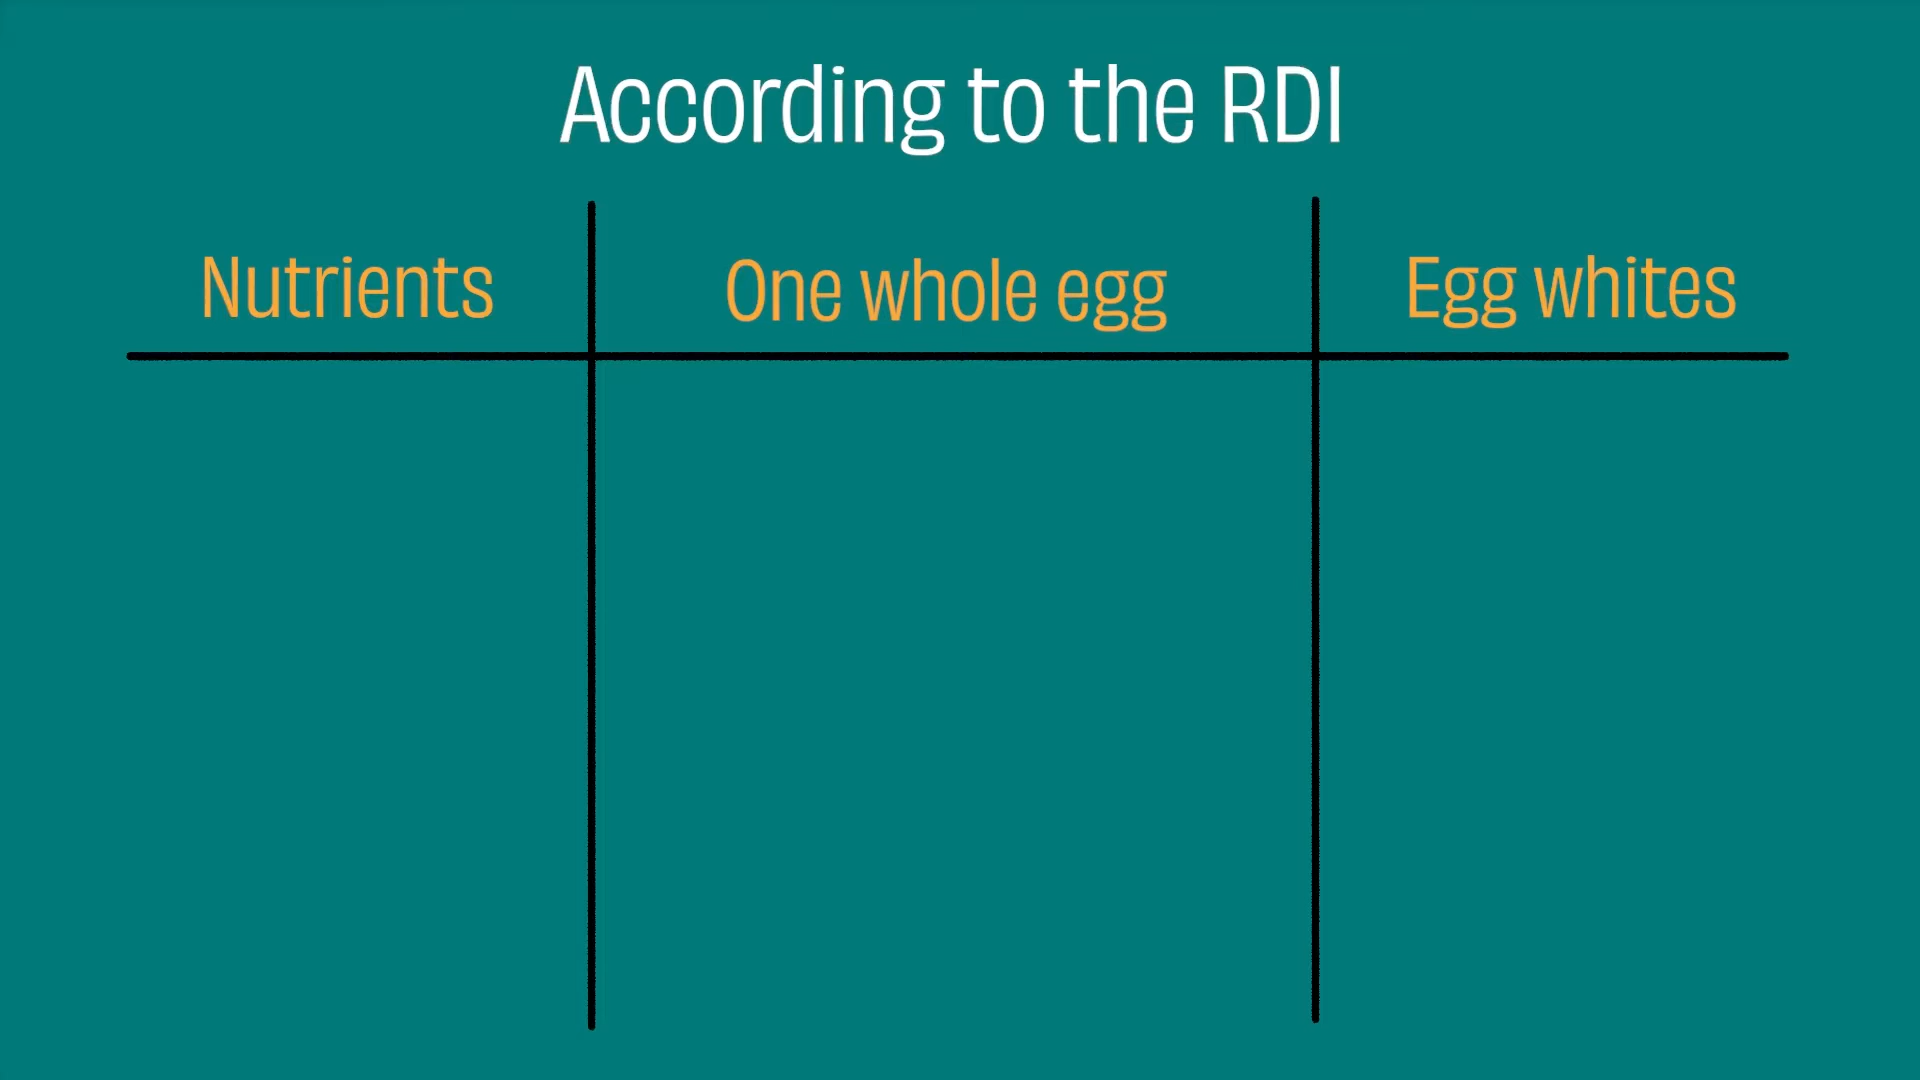 According to the RDI
Nutrients
One whole egg
Egg whites